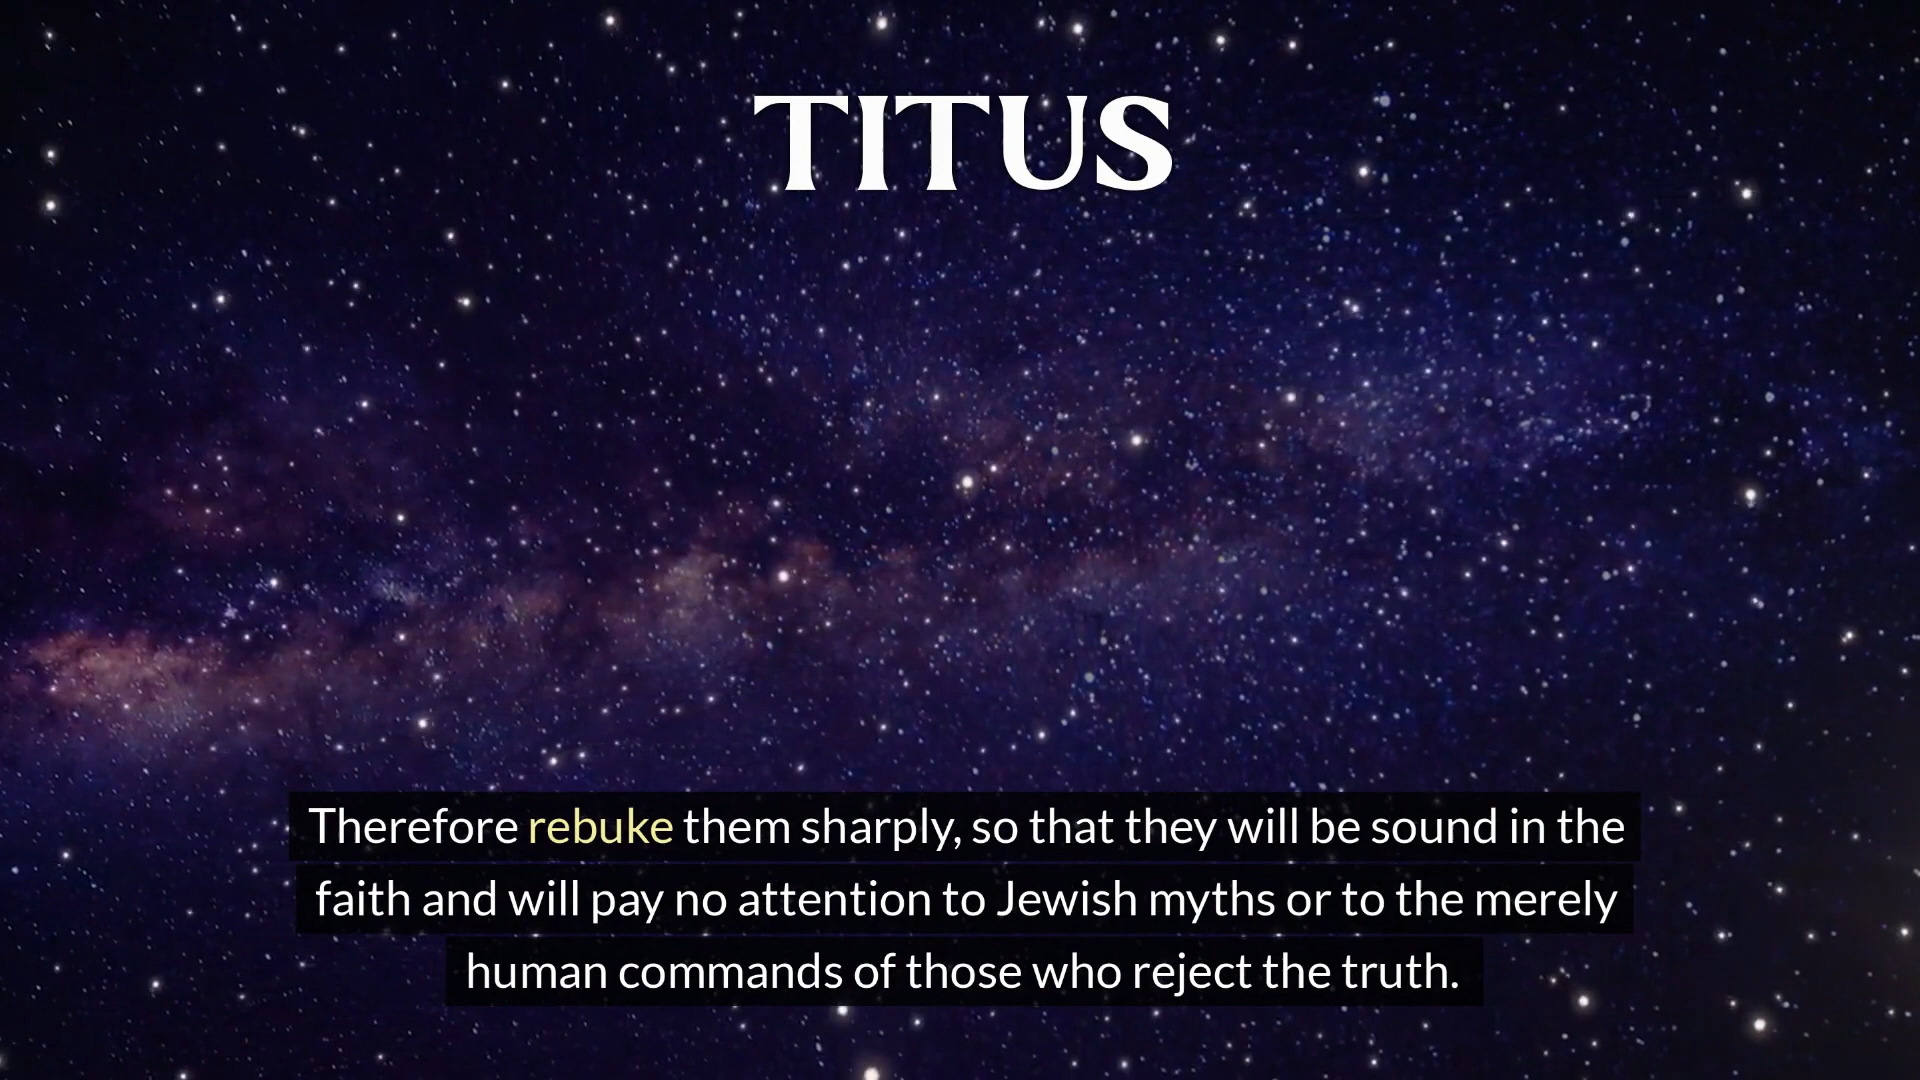 TITUS
Therefore rebuke them sharply, so that they will be sound in the
faith and will pay no attention to Jewish myths or to the merely
human commands of those who reject the truth.